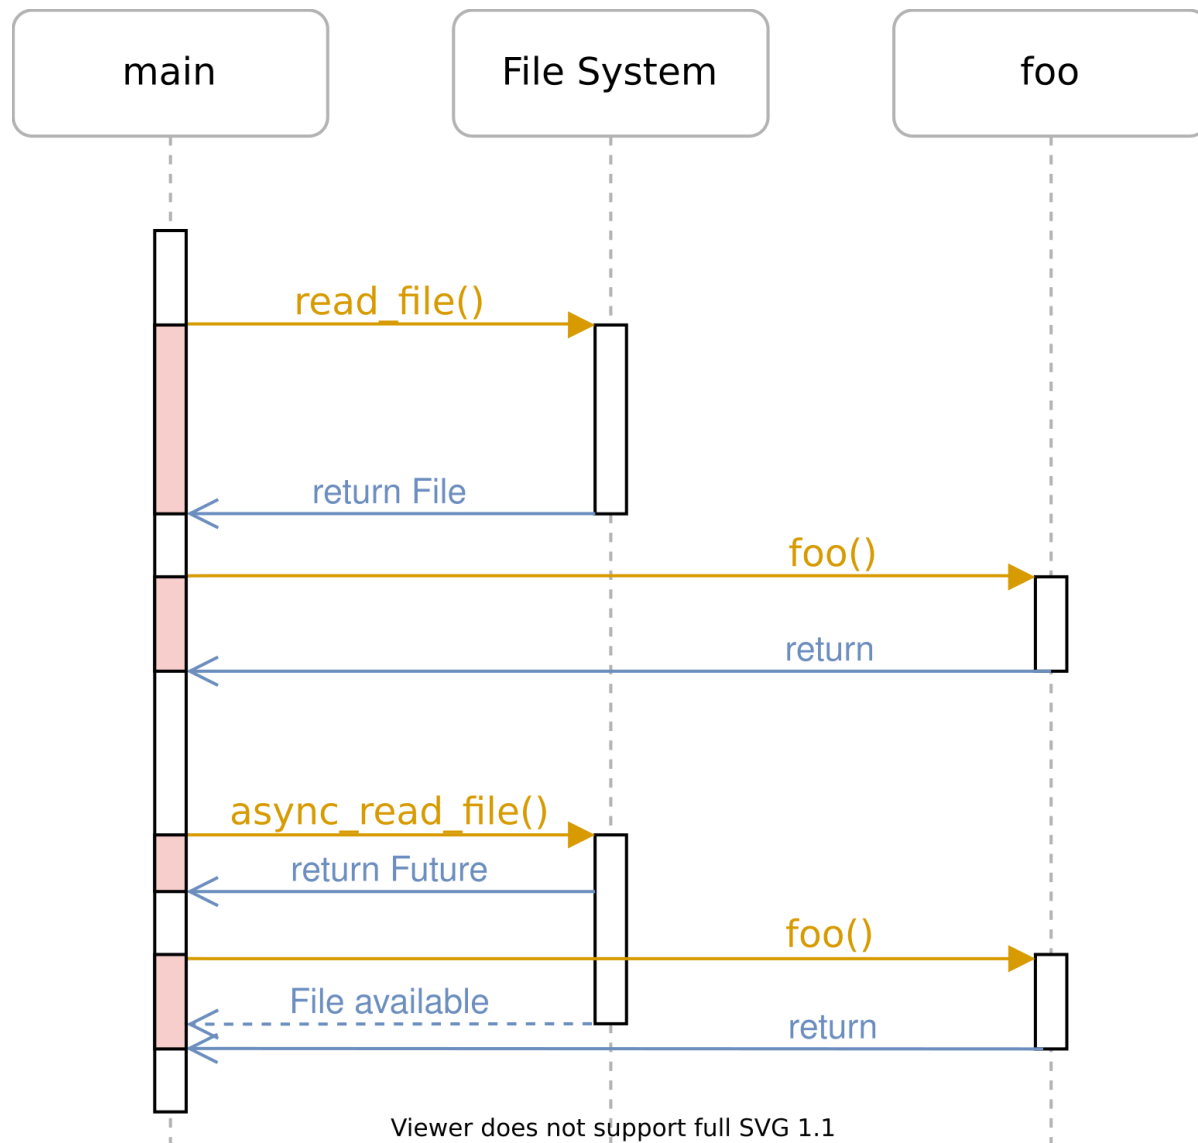 main
File System
foo
read_file()
return File
foo()
return
async_read_file()
return Future
foo()
File available
return
Viewer does not support full SVG 1.1